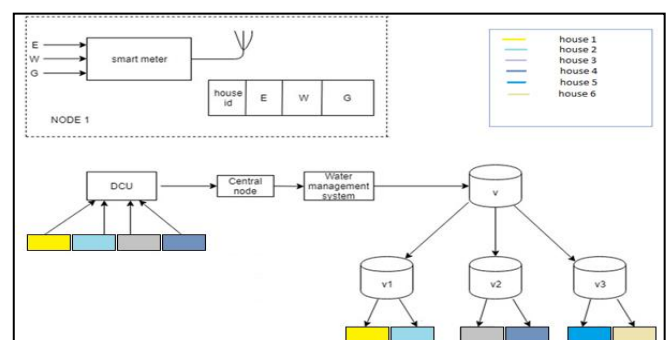 E
W
G
smart meter
house id
E
W
G
NODE 1
house 1
house 2
house 3
house 4
house 5
house 6
DCU
Central
node
Water
management
system
v
v1
v2
v3